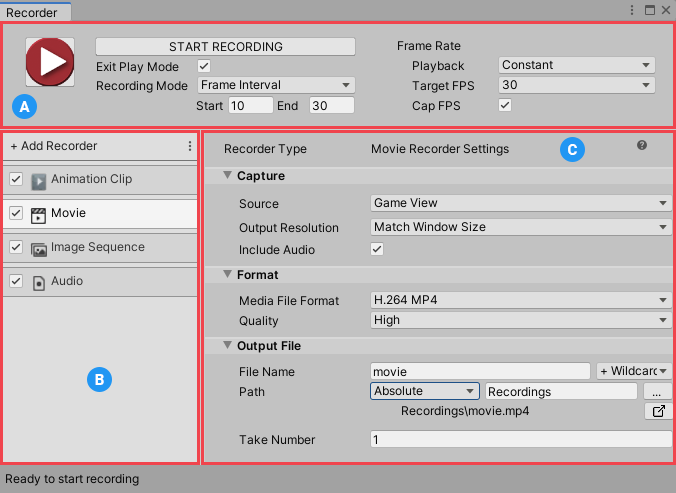 Recorder
START RECORDING
Exit Play Mode
Recording Mode Frame Interval
Start 10 End 30
Frame Rate
Playback Constant
Target FPS 30
Cap FPS
A
+ Add Recorder
Animation Clip
Movie
Image Sequence
Audio
B
Recorder Type Movie Recorder Settings
C
?
Capture
Source Game View
Output Resolution Match Window Size
Include Audio
Format
Media File Format H.264 MP4
Quality High
Output File
File Name movie + Wildcard
Path Absolute Recordings ...
Recordings\movie.mp4
Take Number 1
Ready to start recording